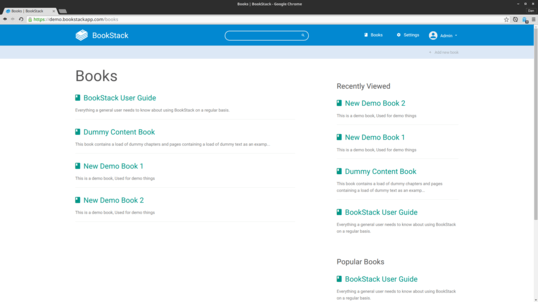 Books | BookStack - Google Chrome
Books | BookStack
https://demo.bookstackapp.com/books
BookStack
Books
Settings
Admin
+ Add new book
Books
BookStack User Guide
Everything a general user needs to know about using BookStack on a regular basis.
Dummy Content Book
This book contains a load of dummy chapters and pages containing a load of dummy text as an examp...
New Demo Book 1
This is a demo book, Used for demo things
New Demo Book 2
This is a demo book, Used for demo things
Recently Viewed
New Demo Book 2
This is a demo book, Used for demo things
New Demo Book 1
This is a demo book, Used for demo things
Dummy Content Book
This book contains a load of dummy chapters and pages
containing a load of dummy text as an examp...
BookStack User Guide
Everything a general user needs to know about using BookStack
on a regular basis.
Popular Books
BookStack User Guide
Everything a general user needs to know about using BookStack
on a regular basis.